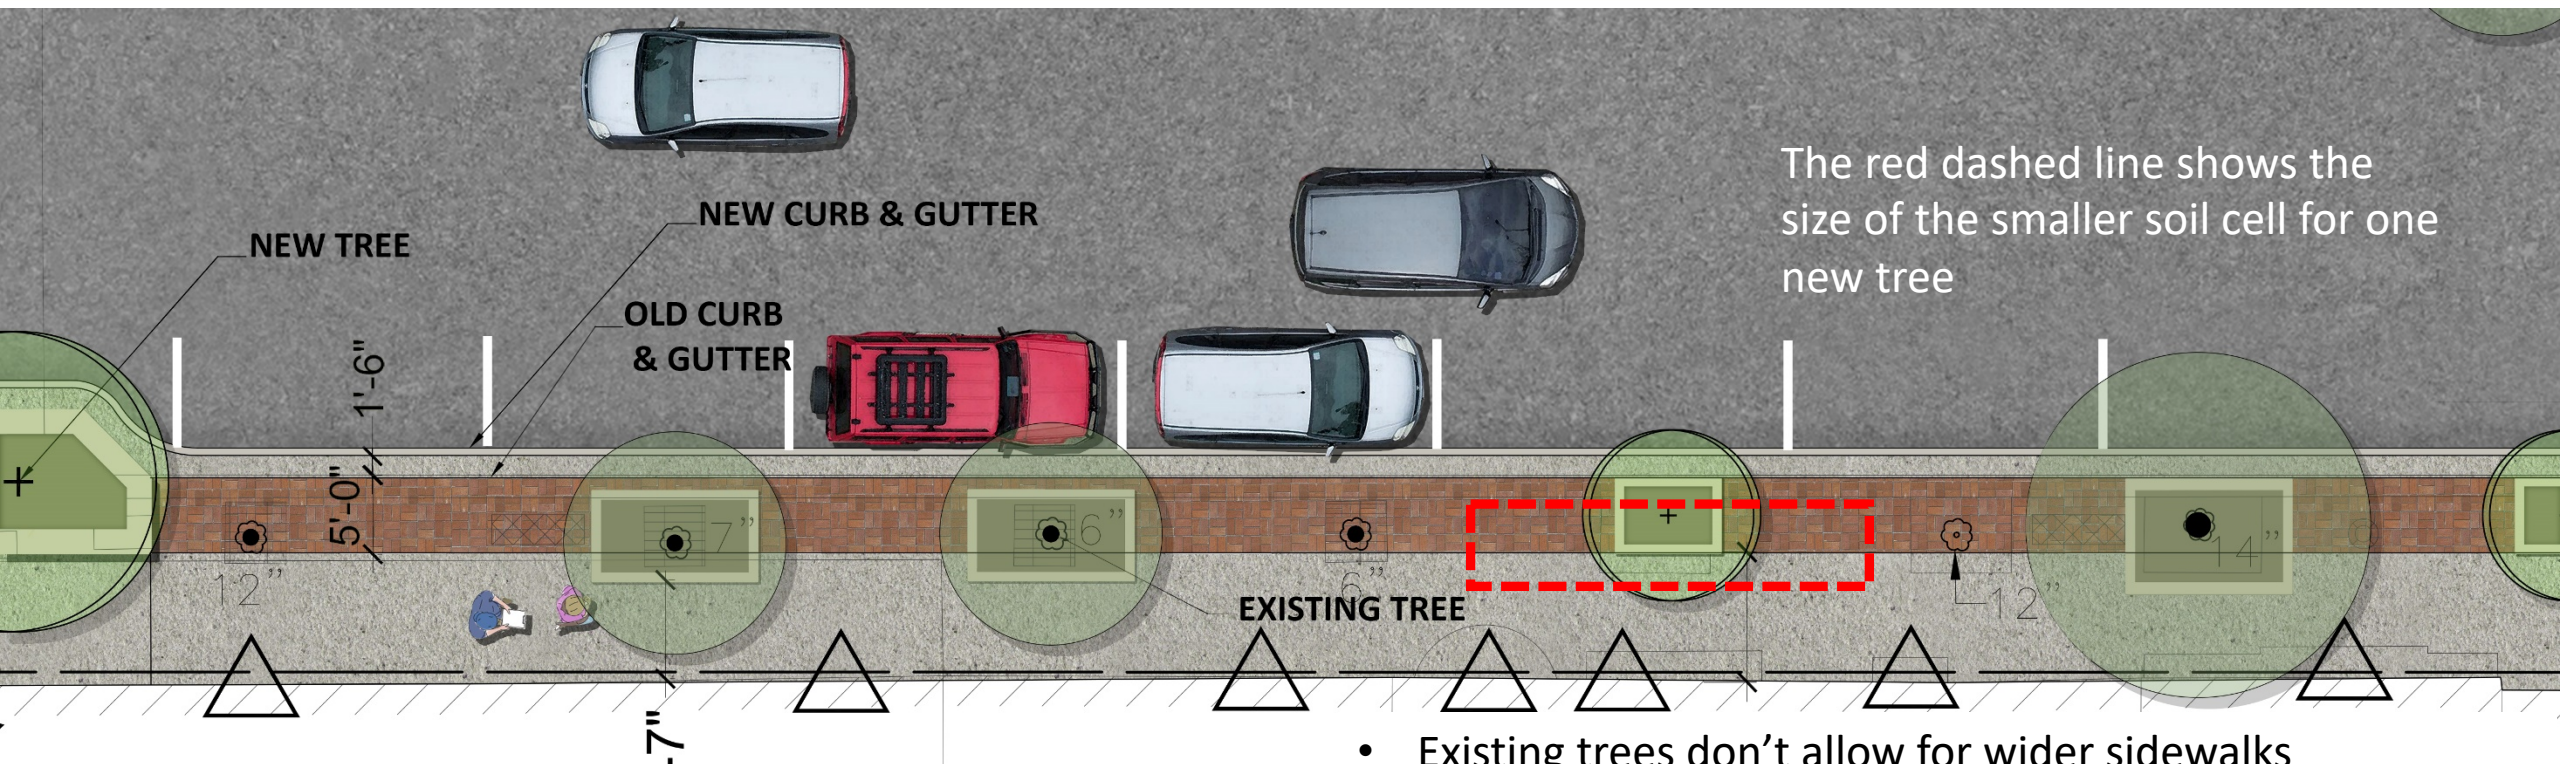 The red dashed line shows the
size of the smaller soil cell for one
new tree
NEW CURB & GUTTER
NEW TREE
OLD CURB
& GUTTER
1'-6"
5'-0"
12”
7”
6”
6”
12”
14”
EXISTING TREE
-7"
• Existing trees don’t allow for wider sidewalks